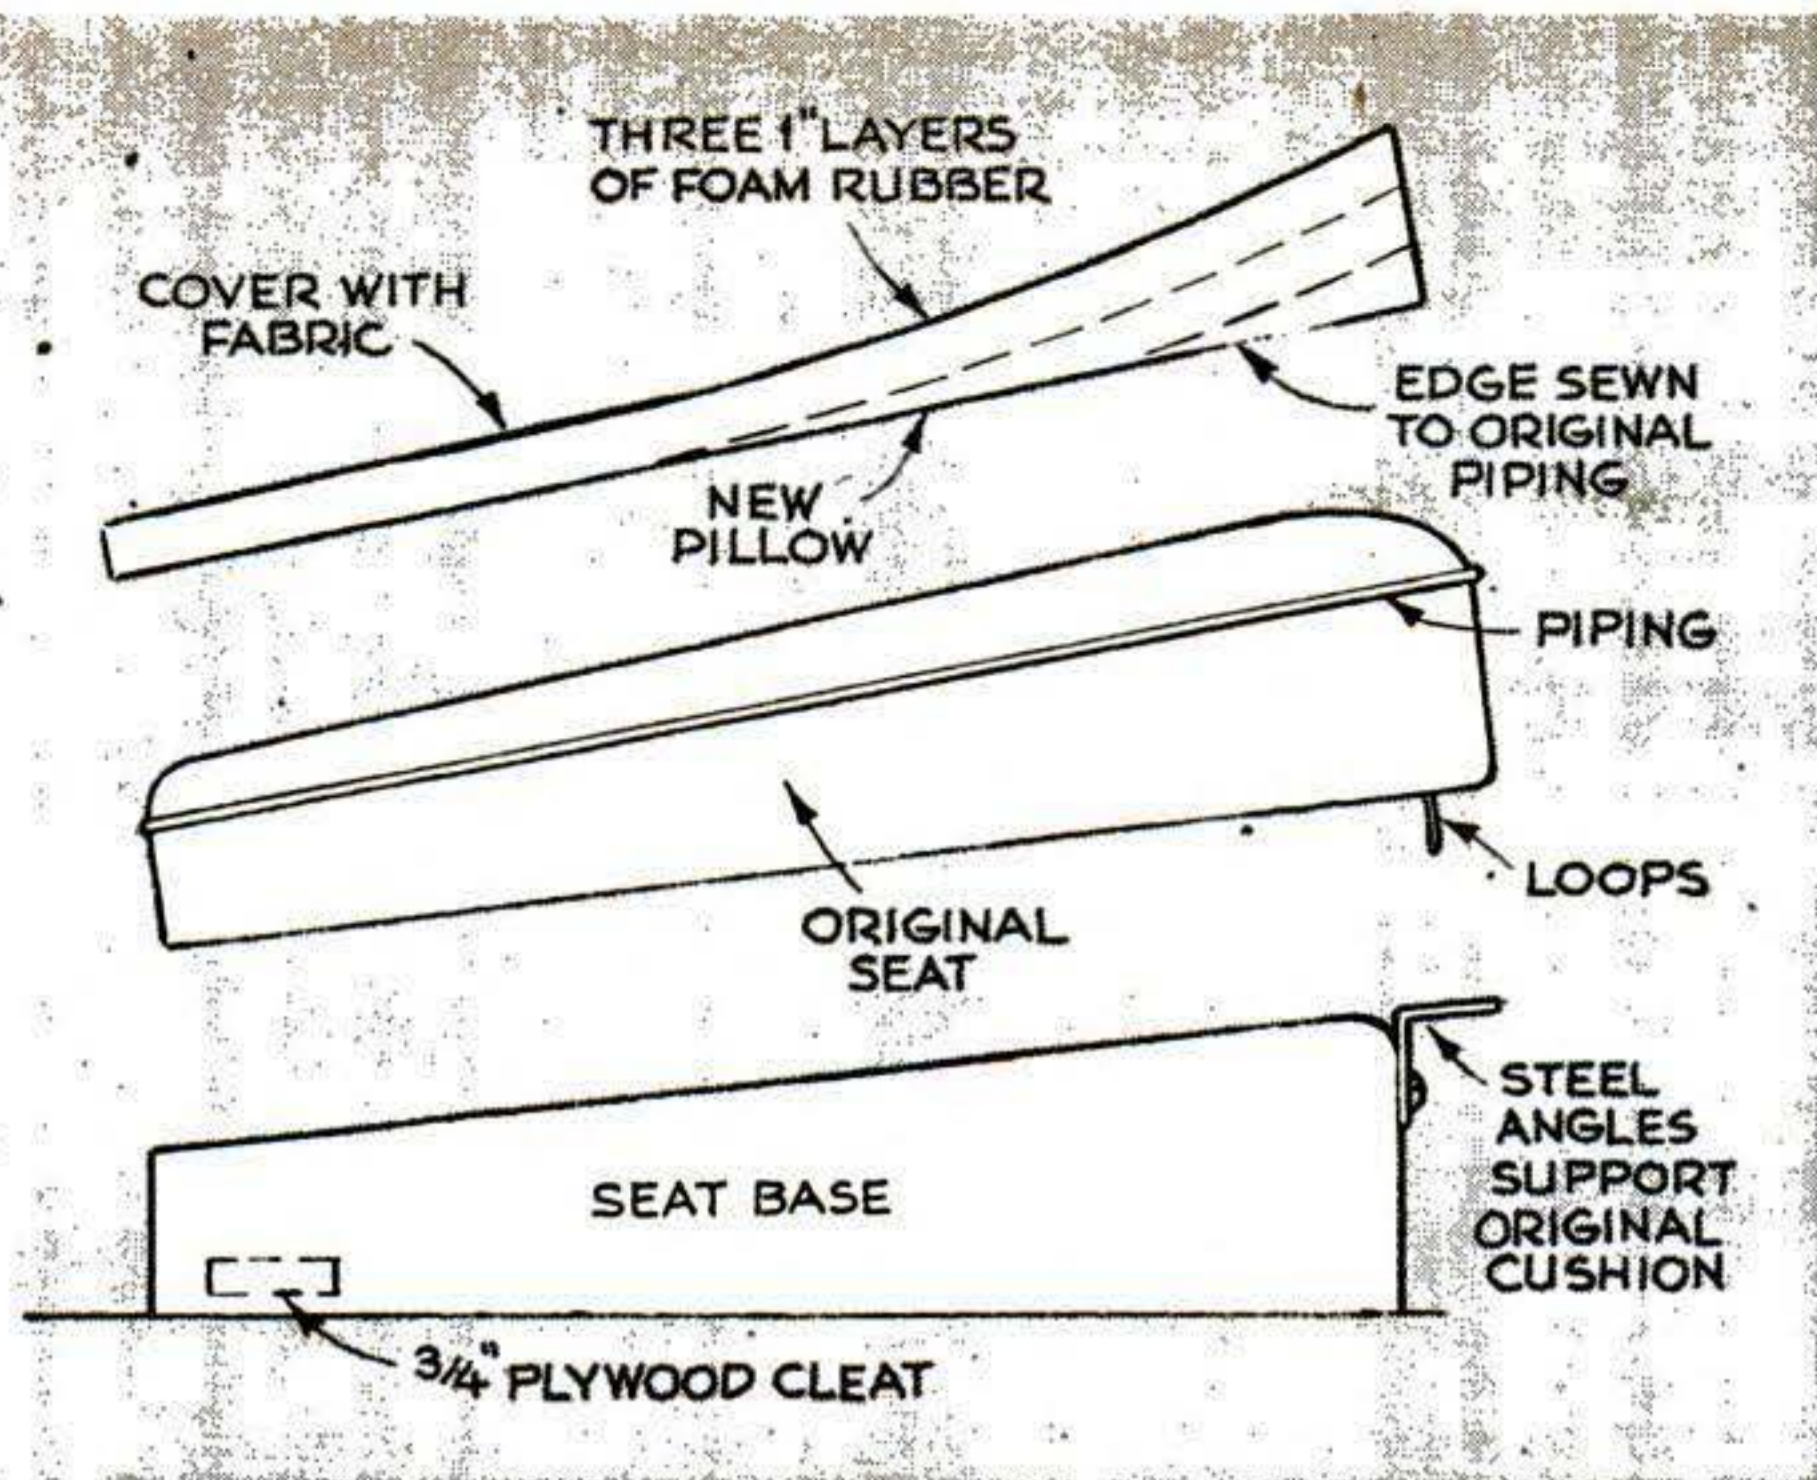 THREE 1" LAYERS
OF FOAM RUBBER
COVER WITH
FABRIC
EDGE SEWN
TO ORIGINAL
PIPING
NEW
PILLOW
PIPING
LOOPS
ORIGINAL
SEAT
STEEL
ANGLES
SUPPORT
ORIGINAL
CUSHION
SEAT BASE
3/4" PLYWOOD CLEAT